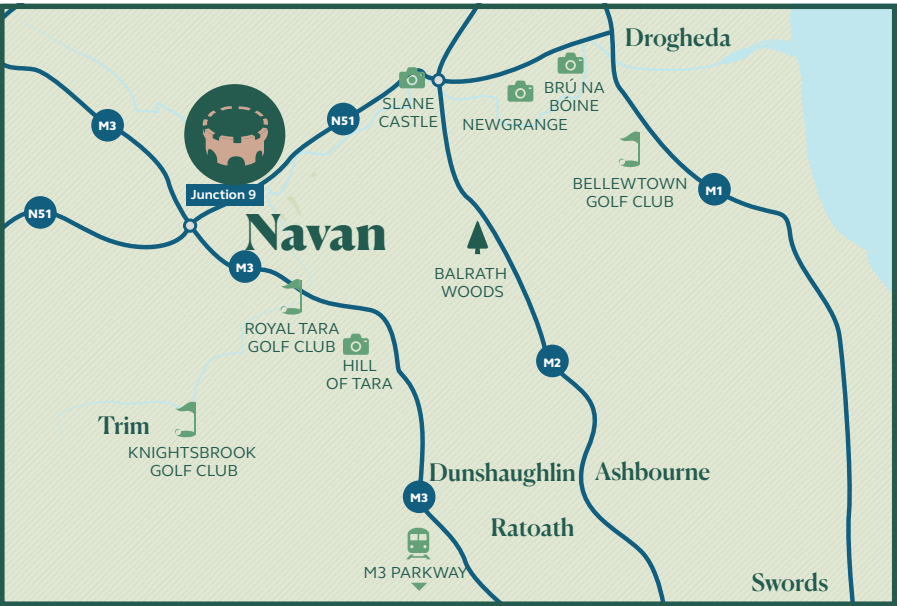 Drogheda
BRÚ NA
BÓINE
SLANE
CASTLE
NEWGRANGE
M3
N51
BELLEWTOWN
GOLF CLUB
M1
Junction 9
N51
Navan
M3
BALRATH
WOODS
ROYAL TARA
GOLF CLUB
HILL
OF TARA
M2
Trim
KNIGHTSBROOK
GOLF CLUB
Dunshaughlin
Ashbourne
M3
Ratoath
M3 PARKWAY
Swords